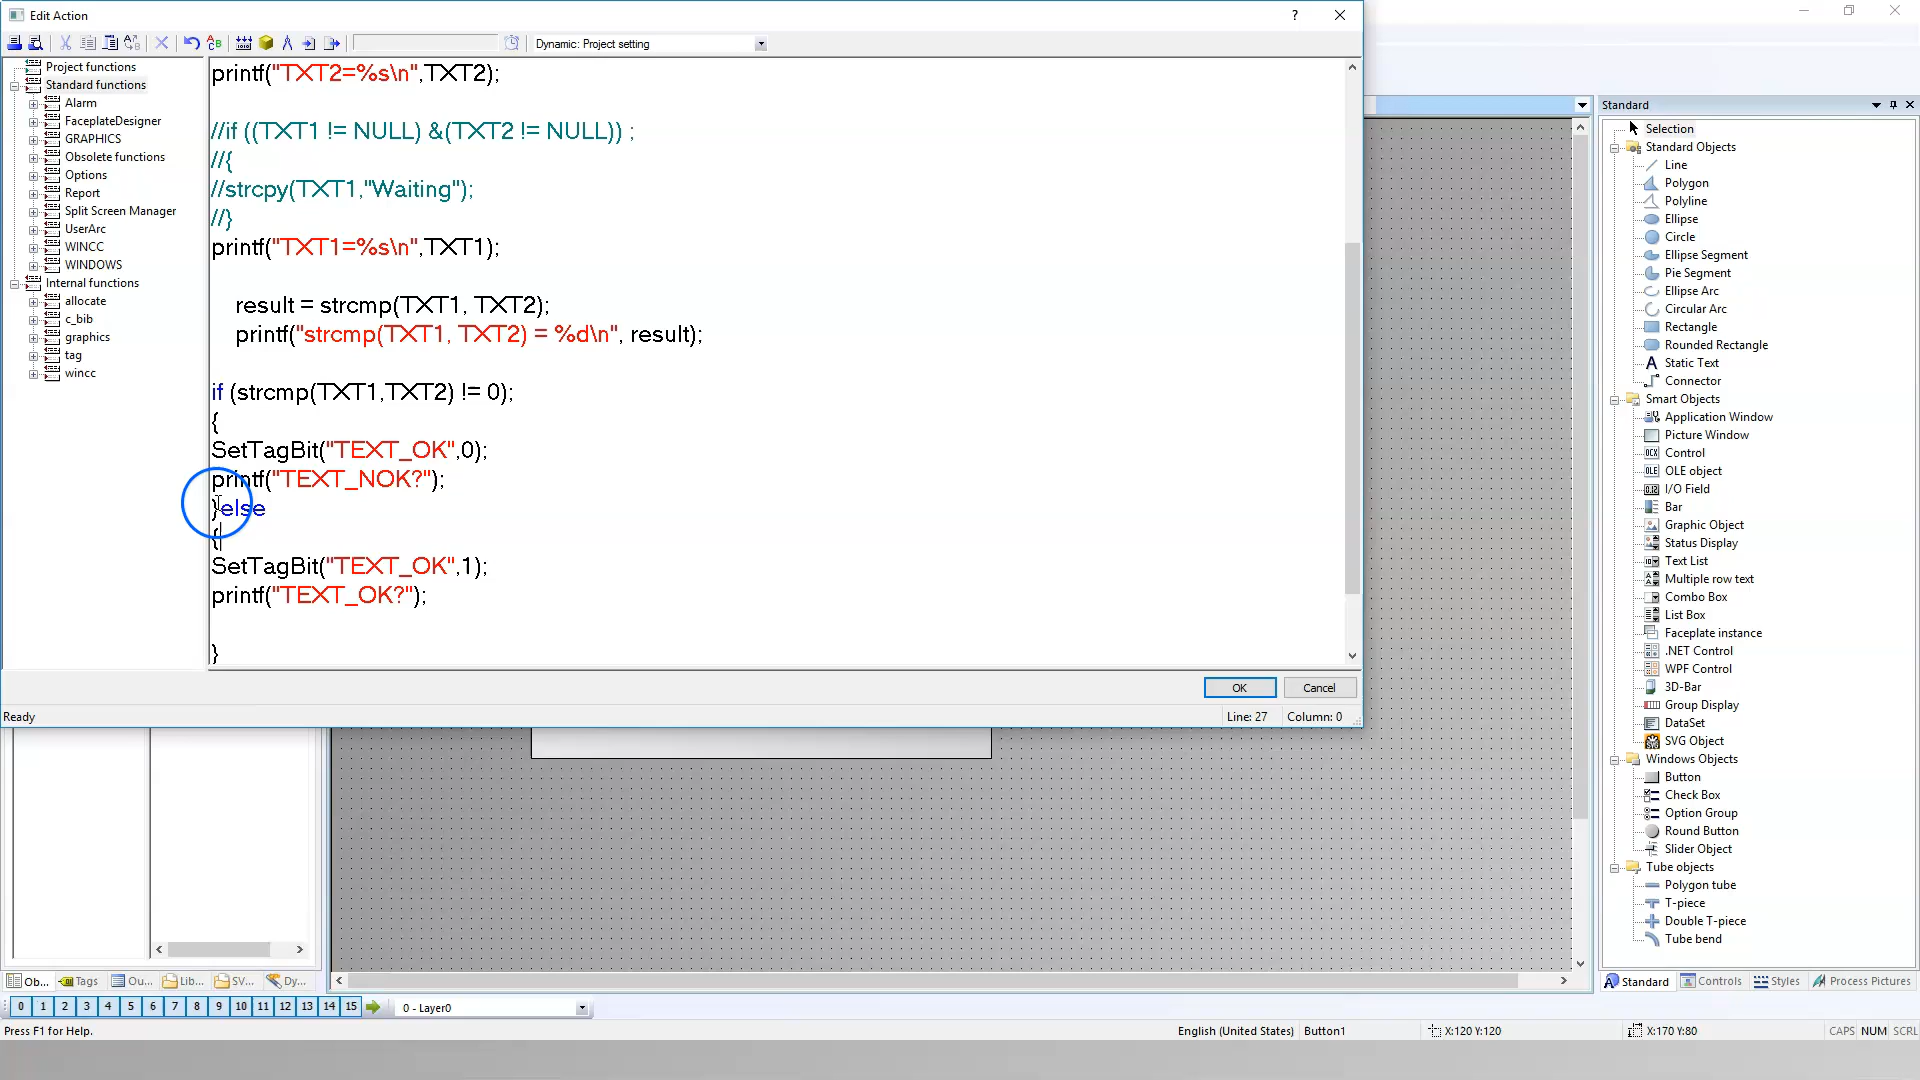 Edit Action
?
Dynamic: Project setting
Project functions
Standard functions
Alarm
FaceplateDesigner
GRAPHICS
Obsolete functions
Options
Report
Split Screen Manager
UserArc
WINCC
WINDOWS
Internal functions
allocate
c_bib
graphics
tag
wincc
printf("TXT2=%s\n",TXT2);
//if ((TXT1 != NULL) &(TXT2 != NULL)) ;
//{
//strcpy(TXT1,"Waiting");
//}
printf("TXT1=%s\n",TXT1);
result = strcmp(TXT1, TXT2);
printf("strcmp(TXT1, TXT2) = %d\n", result);
if (strcmp(TXT1,TXT2) != 0);
{
SetTagBit("TEXT_OK",0);
printf("TEXT_NOK?");
}else
{
SetTagBit("TEXT_OK",1);
printf("TEXT_OK?");
}
OK
Cancel
Ready
Line: 27
Column: 0
Standard
Selection
Standard Objects
Line
Polygon
Polyline
Ellipse
Circle
Ellipse Segment
Pie Segment
Ellipse Arc
Circular Arc
Rectangle
Rounded Rectangle
Static Text
Connector
Smart Objects
Application Window
Picture Window
Control
OLE object
I/O Field
Bar
Graphic Object
Status Display
Text List
Multiple row text
Combo Box
List Box
Faceplate instance
.NET Control
WPF Control
3D-Bar
Group Display
DataSet
SVG Object
Windows Objects
Button
Check Box
Option Group
Round Button
Slider Object
Tube objects
Polygon tube
T-piece
Double T-piece
Tube bend
Ob... Tags Ou... Lib... SV... Dy...
Standard Controls Styles Process Pictures
0 1 2 3 4 5 6 7 8 9 10 11 12 13 14 15
0 - Layer0
Press F1 for Help.
English (United States) Button1 X:120 Y:120 X:170 Y:80 CAPS NUM SCRL